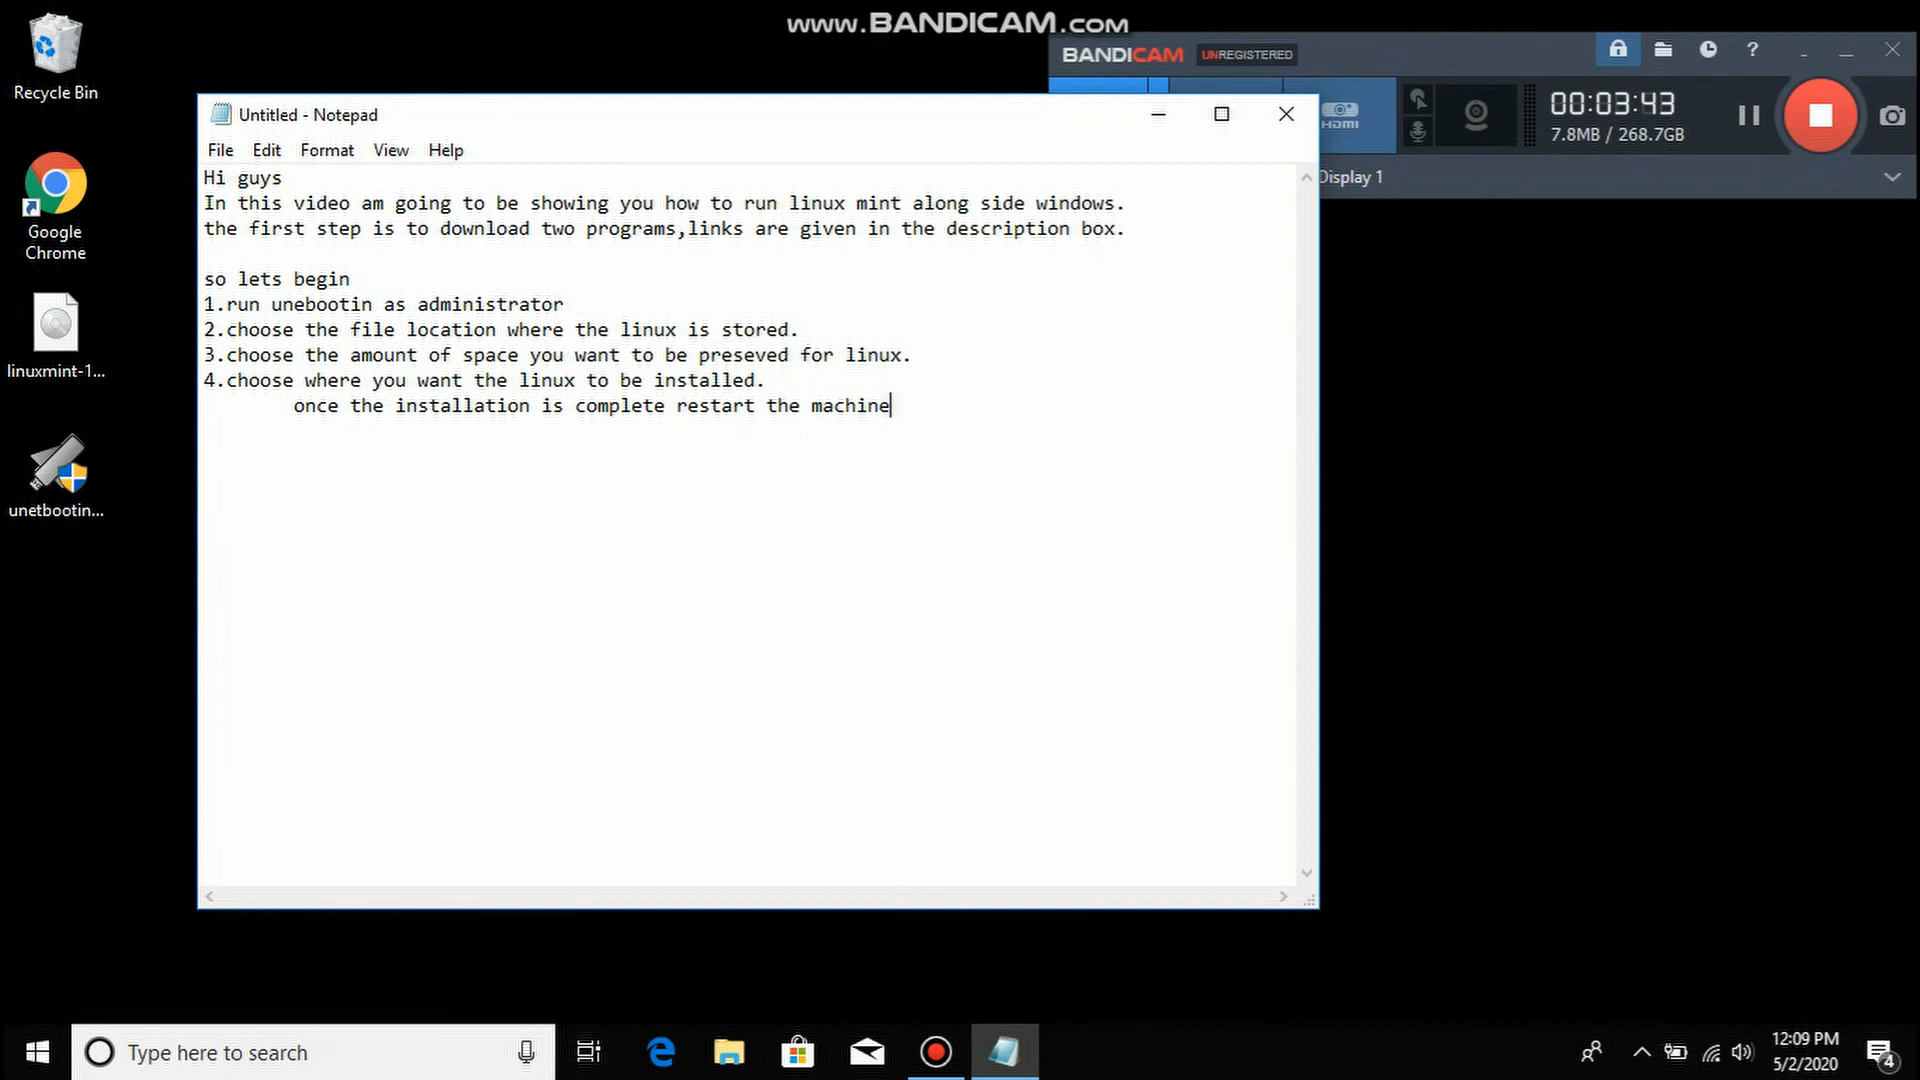 www.BANDICAM.com
Recycle Bin
BANDICAM UNREGISTERED
?
HDMI
00:03:43
7.8MB / 268.7GB
Display 1
Untitled - Notepad
File Edit Format View Help
Hi guys
In this video am going to be showing you how to run linux mint along side windows.
the first step is to download two programs,links are given in the description box.
so lets begin
1.run unebootin as administrator
2.choose the file location where the linux is stored.
3.choose the amount of space you want to be preseved for linux.
4.choose where you want the linux to be installed.
once the installation is complete restart the machine
Google
Chrome
linuxmint-1...
unetbootin...
Type here to search
12:09 PM
5/2/2020
4